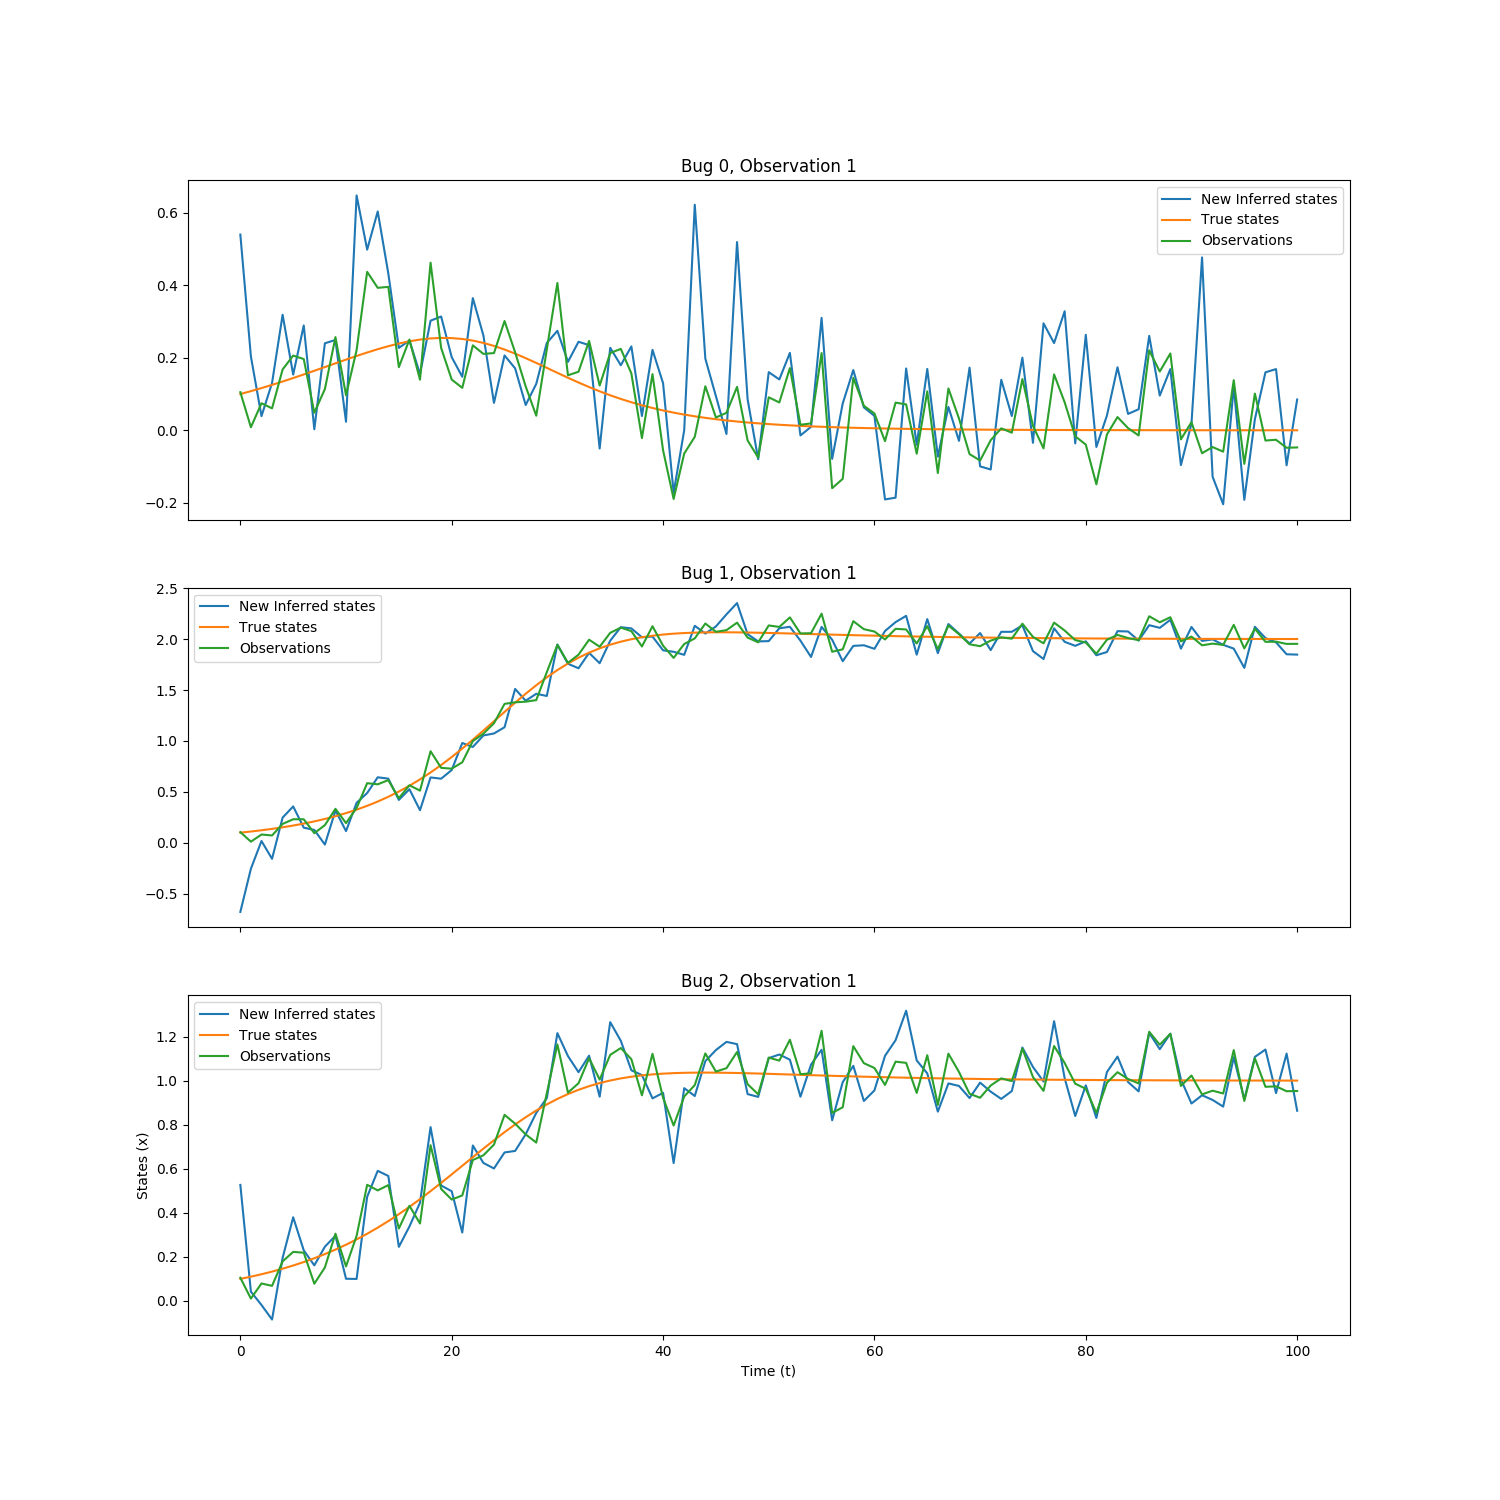 Bug 0, Observation 1
New Inferred states
True states
Observations
0.6
0.4
0.2
0.0
−0.2
Bug 1, Observation 1
New Inferred states
True states
Observations
2.5
2.0
1.5
1.0
0.5
0.0
−0.5
Bug 2, Observation 1
New Inferred states
True states
Observations
1.2
1.0
0.8
0.6
0.4
0.2
0.0
States (x)
0 20 40 60 80 100
Time (t)